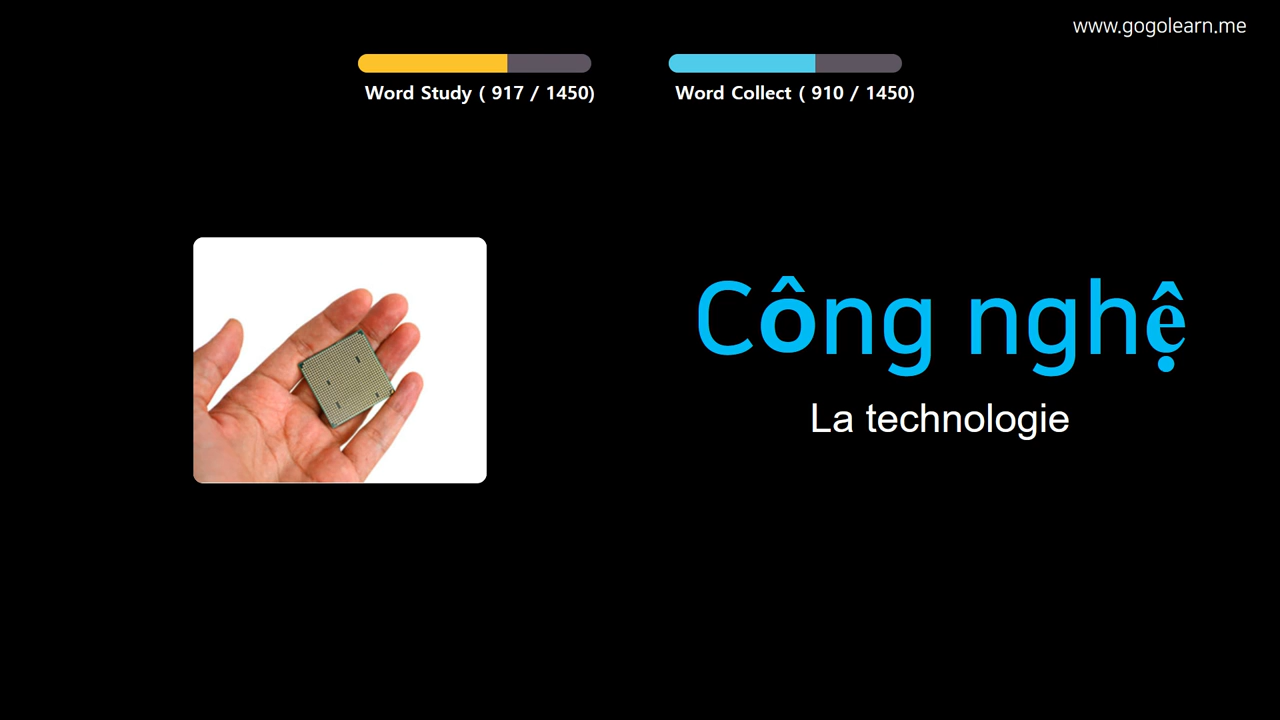 www.gogolearn.me
Word Study ( 917 / 1450)
Word Collect ( 910 / 1450)
Công nghệ
La technologie